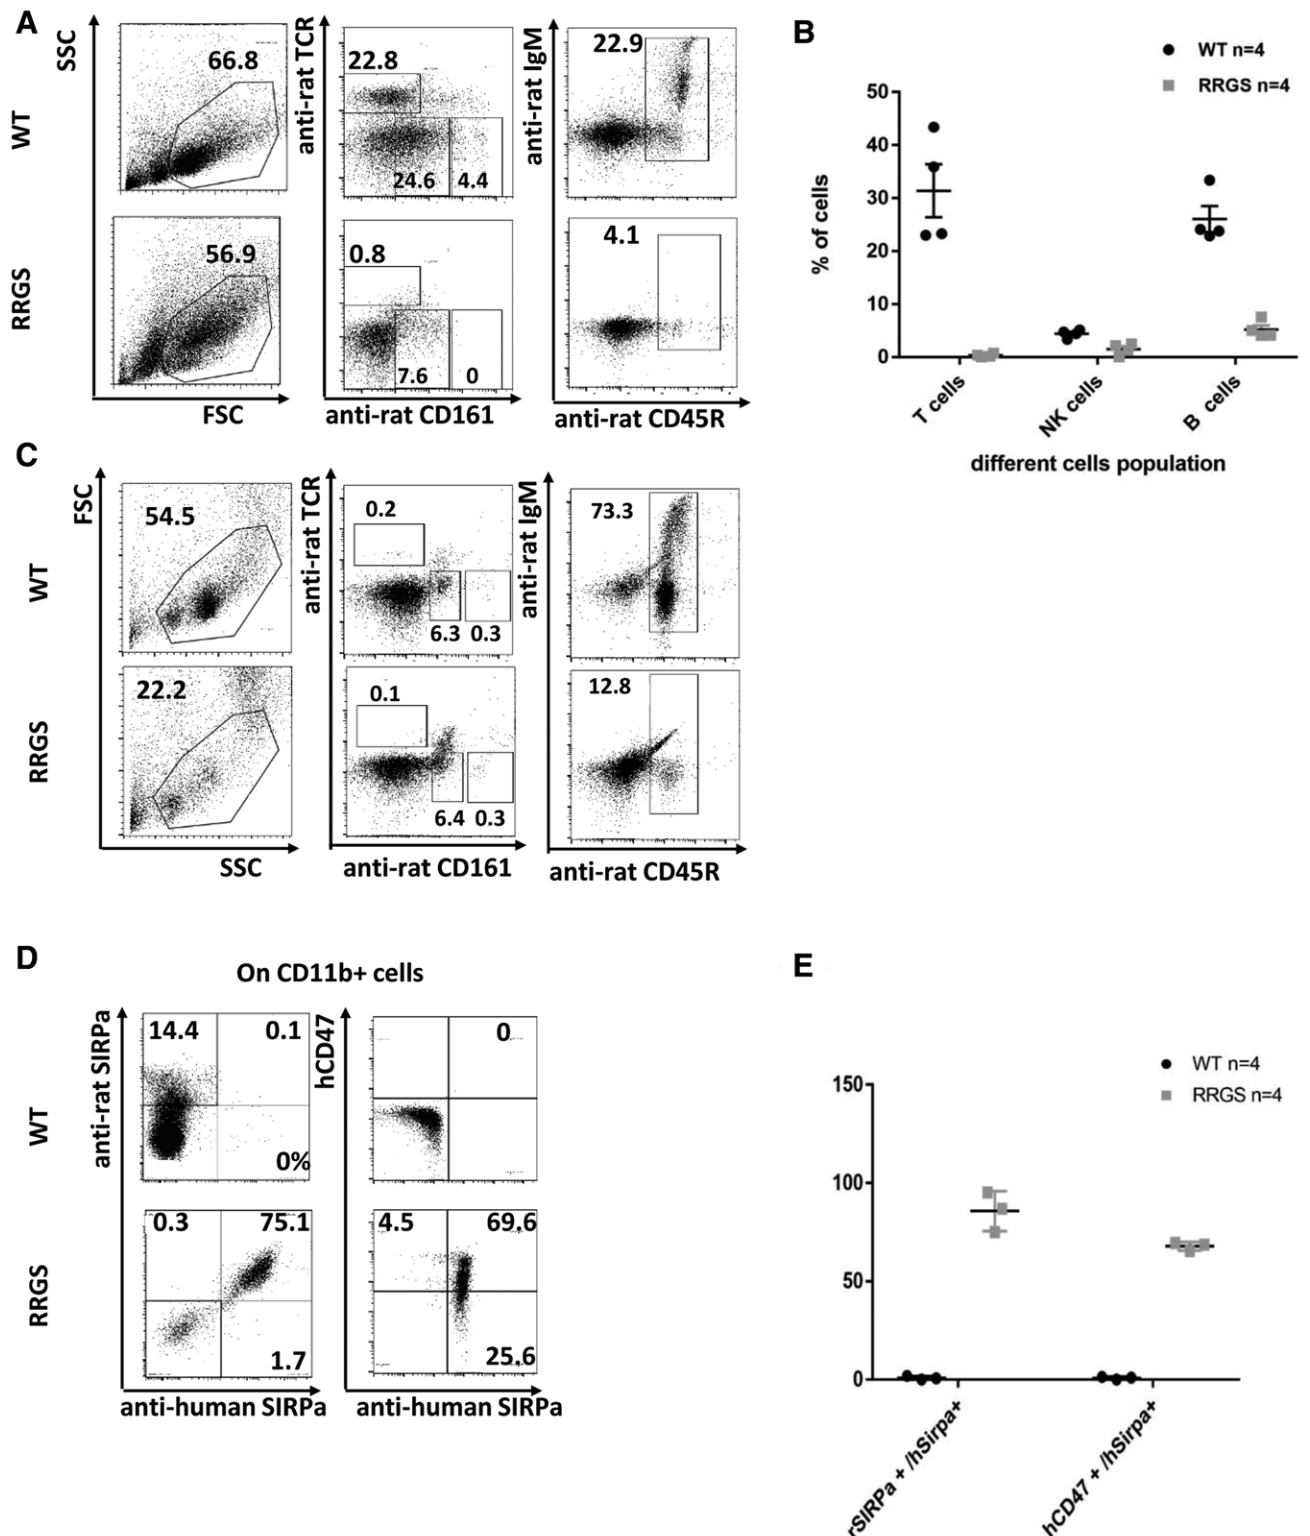 A
SSC
WT
66.8
anti-rat TCR
22.8
24.6
4.4
anti-rat IgM
22.9
RRGS
56.9
0.8
7.6
0
4.1
FSC
anti-rat CD161
anti-rat CD45R
B
WT n=4
RRGS n=4
% of cells
50
40
30
20
10
0
T cells
NK cells
B cells
different cells population
C
FSC
WT
54.5
anti-rat TCR
0.2
6.3
0.3
anti-rat IgM
73.3
RRGS
22.2
0.1
6.4
0.3
12.8
SSC
anti-rat CD161
anti-rat CD45R
D
On CD11b+ cells
anti-rat SIRPa
WT
14.4
0.1
0%
hCD47
0
RRGS
0.3
75.1
1.7
4.5
69.6
25.6
anti-human SIRPa
anti-human SIRPa
E
WT n=4
RRGS n=4
150
100
50
0
rSIRPa + /hSirpa+
hCD47 + /hSirpa+